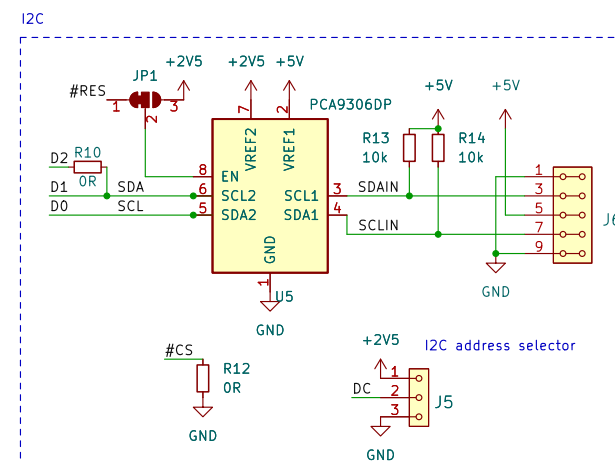 I2C
JP1
+2V5
+2V5
+5V
#RES
1
2
3
PCA9306DP
+5V
+5V
7
2
VREF2
VREF1
R13
10k
R14
10k
D2
R10
0R
8
EN
D1
SDA
6
SCL2
SCL1
3
SDAIN
D0
SCL
5
SDA2
SDA1
4
SCLIN
GND
1
U5
GND
1
3
5
7
9
J6
GND
#CS
R12
0R
GND
+2V5
I2C address selector
1
DC
2
3
J5
GND